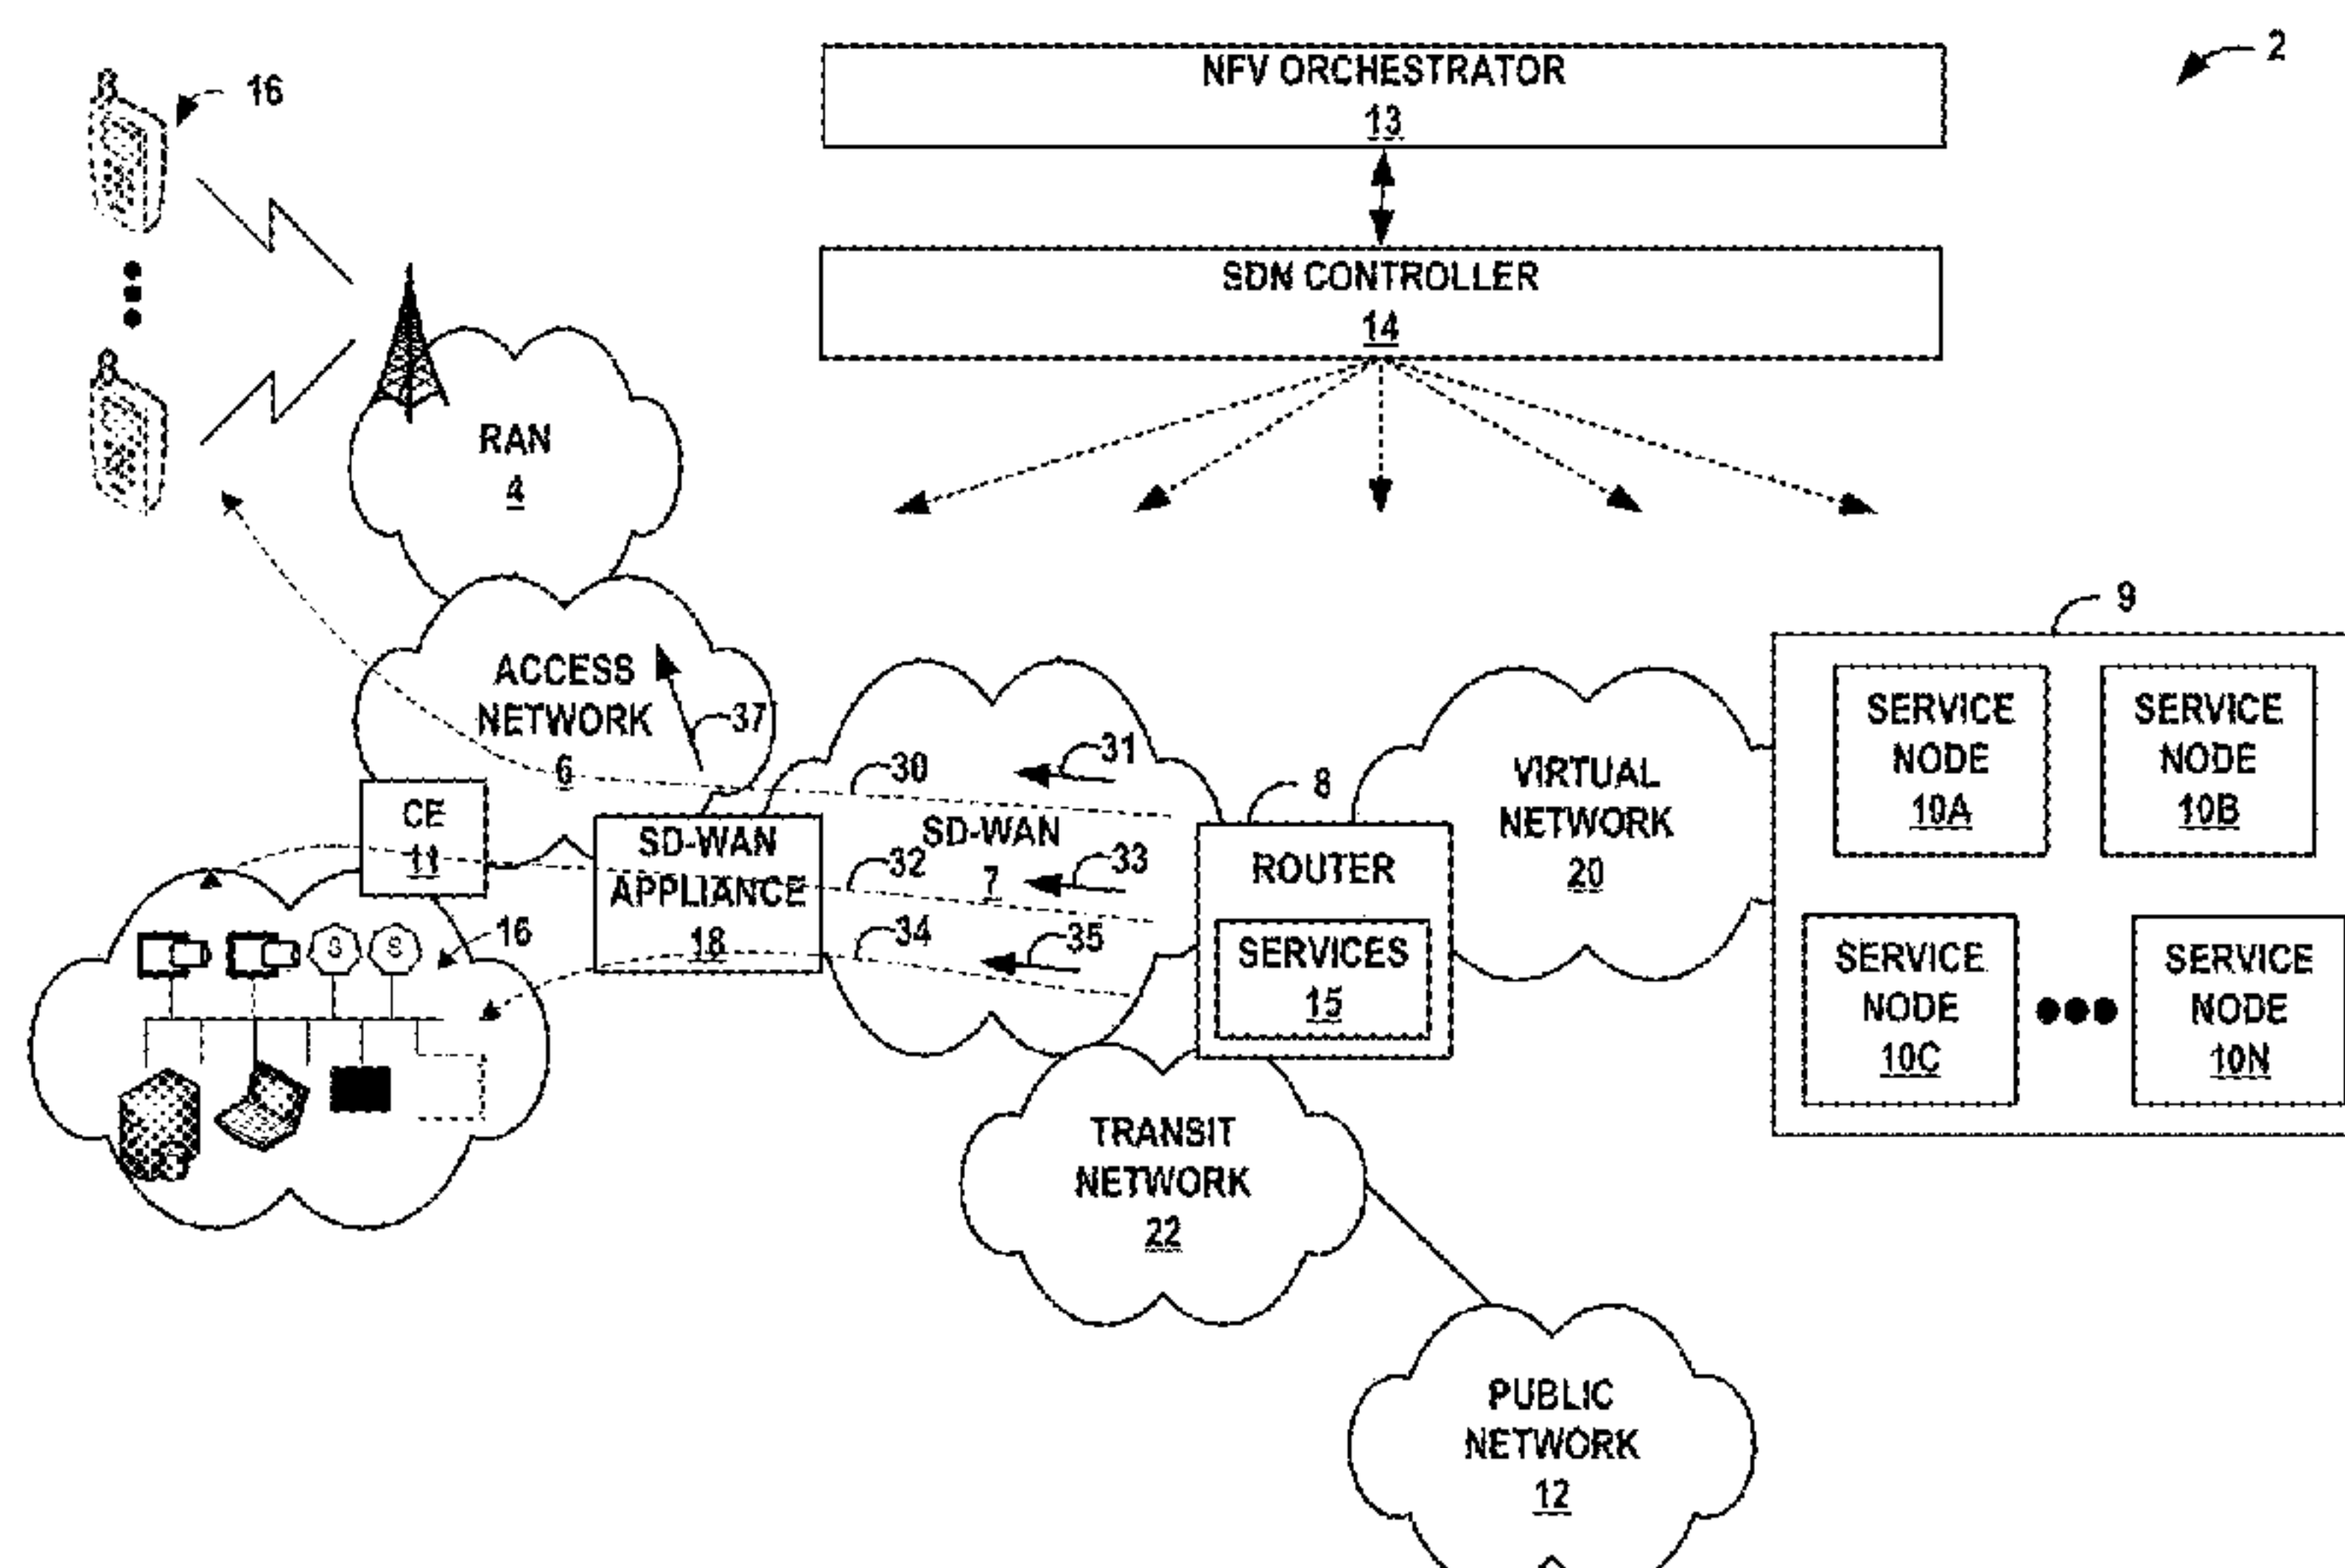 2
NFV ORCHESTRATOR
13
16
SDN CONTROLLER
14
RAN
4
9
ACCESS
NETWORK
6
37
30
31
8
SERVICE
NODE
10A
SERVICE
NODE
10B
VIRTUAL
NETWORK
20
CE
11
SD-WAN
APPLIANCE
18
SD-WAN
7
32
33
34
35
ROUTER
SERVICES
15
16
S
S
SERVICE
NODE
10C
SERVICE
NODE
10N
TRANSIT
NETWORK
22
PUBLIC
NETWORK
12